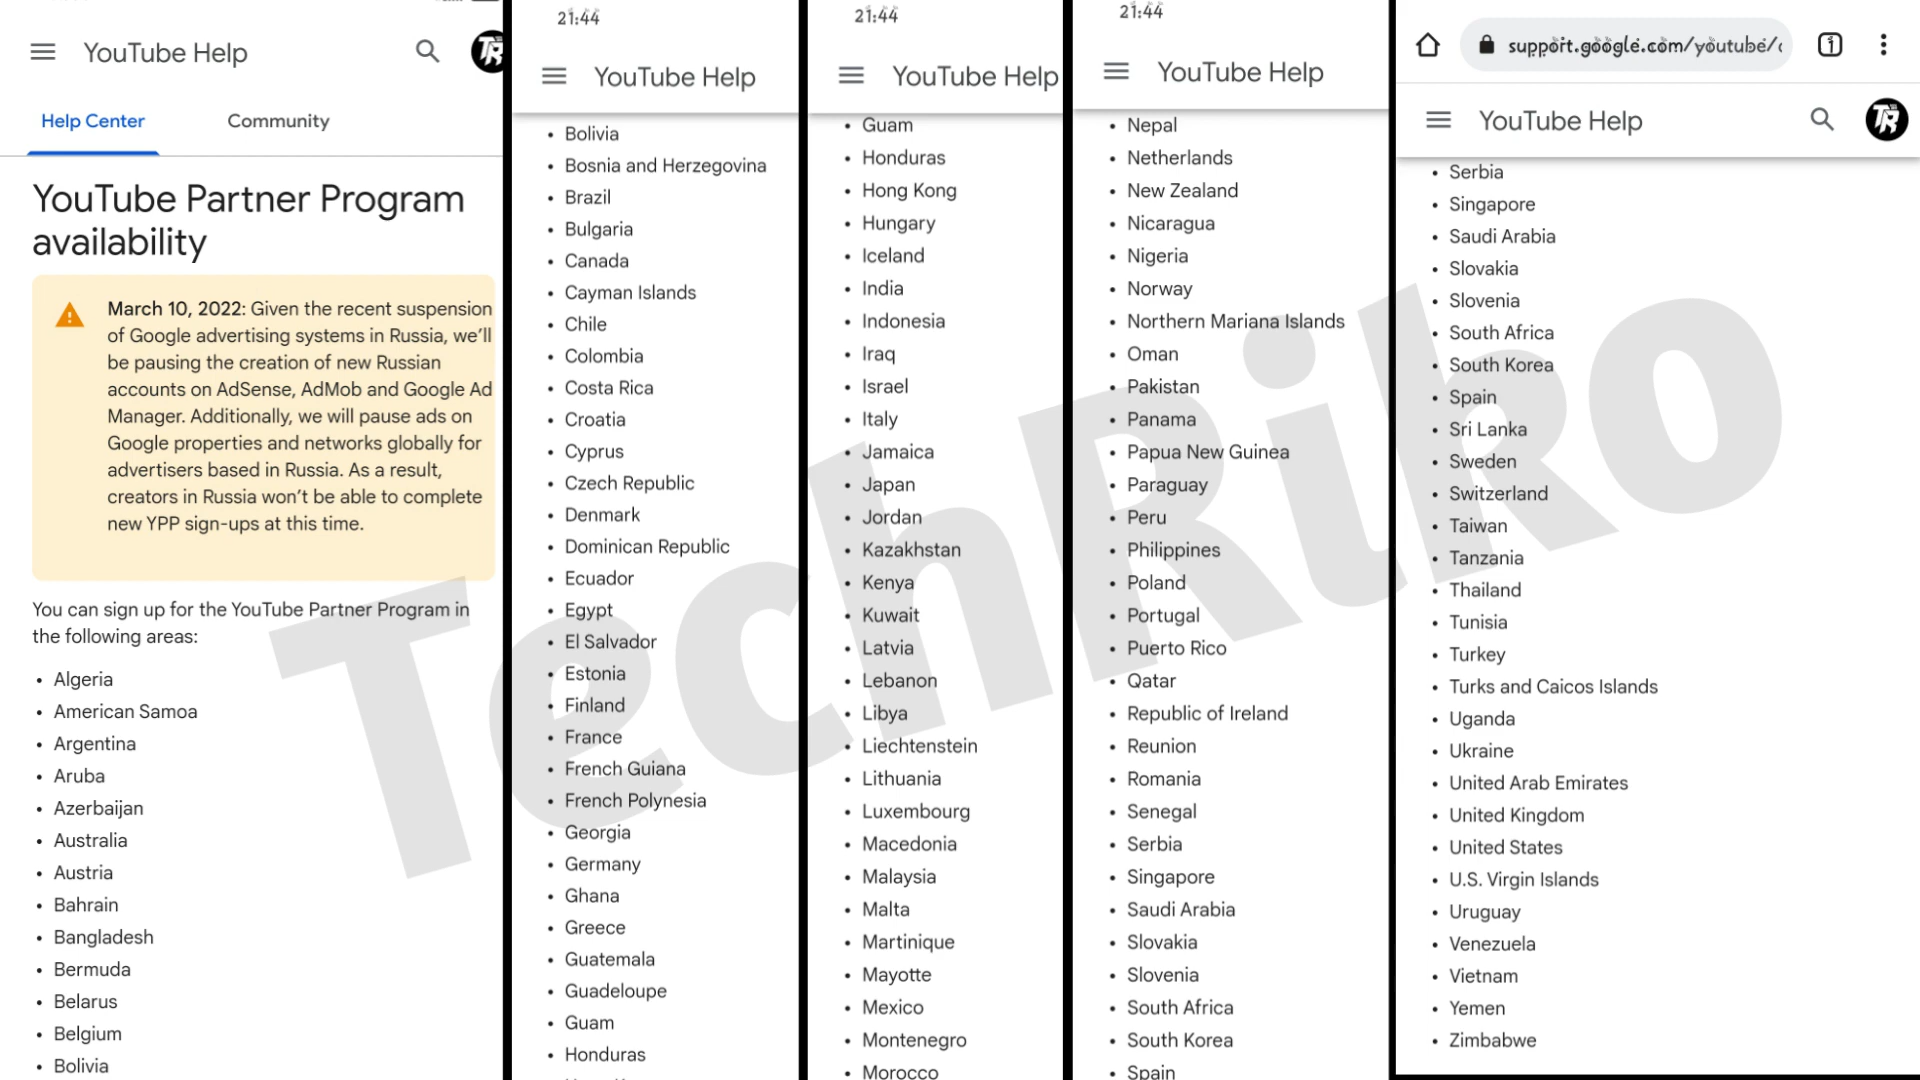 YouTube Help
TR
Help Center
Community
YouTube Partner Program
availability
March 10, 2022: Given the recent suspension
of Google advertising systems in Russia, we'll
be pausing the creation of new Russian
accounts on AdSense, AdMob and Google Ad
Manager. Additionally, we will pause ads on
Google properties and networks globally for
advertisers based in Russia. As a result,
creators in Russia won't be able to complete
new YPP sign-ups at this time.
You can sign up for the YouTube Partner Program in
the following areas:
• Algeria
• American Samoa
• Argentina
• Aruba
• Azerbaijan
• Australia
• Austria
• Bahrain
• Bangladesh
• Bermuda
• Belarus
• Belgium
• Bolivia
21:44
YouTube Help
• Bolivia
• Bosnia and Herzegovina
• Brazil
• Bulgaria
• Canada
• Cayman Islands
• Chile
• Colombia
• Costa Rica
• Croatia
• Cyprus
• Czech Republic
• Denmark
• Dominican Republic
• Ecuador
• Egypt
• El Salvador
• Estonia
• Finland
• France
• French Guiana
• French Polynesia
• Georgia
• Germany
• Ghana
• Greece
• Guatemala
• Guadeloupe
• Guam
• Honduras
21:44
YouTube Help
• Guam
• Honduras
• Hong Kong
• Hungary
• Iceland
• India
• Indonesia
• Iraq
• Israel
• Italy
• Jamaica
• Japan
• Jordan
• Kazakhstan
• Kenya
• Kuwait
• Latvia
• Lebanon
• Libya
• Liechtenstein
• Lithuania
• Luxembourg
• Macedonia
• Malaysia
• Malta
• Martinique
• Mayotte
• Mexico
• Montenegro
• Morocco
21:44
YouTube Help
• Nepal
• Netherlands
• New Zealand
• Nicaragua
• Nigeria
• Norway
• Northern Mariana Islands
• Oman
• Pakistan
• Panama
• Papua New Guinea
• Paraguay
• Peru
• Philippines
• Poland
• Portugal
• Puerto Rico
• Qatar
• Republic of Ireland
• Reunion
• Romania
• Senegal
• Serbia
• Singapore
• Saudi Arabia
• Slovakia
• Slovenia
• South Africa
• South Korea
• Spain
support.google.com/youtube/
1
YouTube Help
TR
• Serbia
• Singapore
• Saudi Arabia
• Slovakia
• Slovenia
• South Africa
• South Korea
• Spain
• Sri Lanka
• Sweden
• Switzerland
• Taiwan
• Tanzania
• Thailand
• Tunisia
• Turkey
• Turks and Caicos Islands
• Uganda
• Ukraine
• United Arab Emirates
• United Kingdom
• United States
• U.S. Virgin Islands
• Uruguay
• Venezuela
• Vietnam
• Yemen
• Zimbabwe
TechRiko